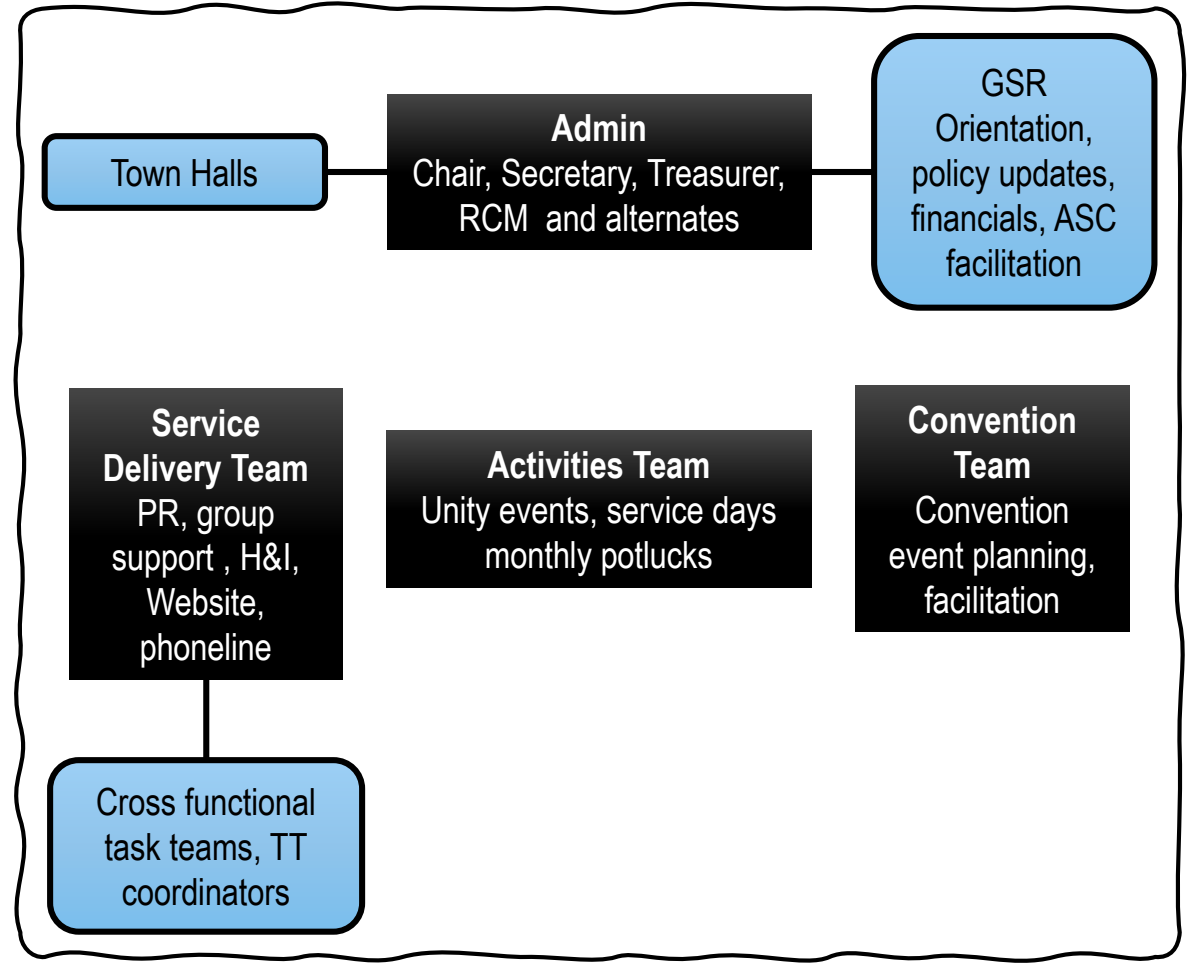 Town Halls
Admin
Chair, Secretary, Treasurer,
RCM and alternates
GSR
Orientation,
policy updates,
financials, ASC
facilitation
Service
Delivery Team
PR, group
support , H&I,
Website,
phoneline
Activities Team
Unity events, service days
monthly potlucks
Convention
Team
Convention
event planning,
facilitation
Cross functional
task teams, TT
coordinators